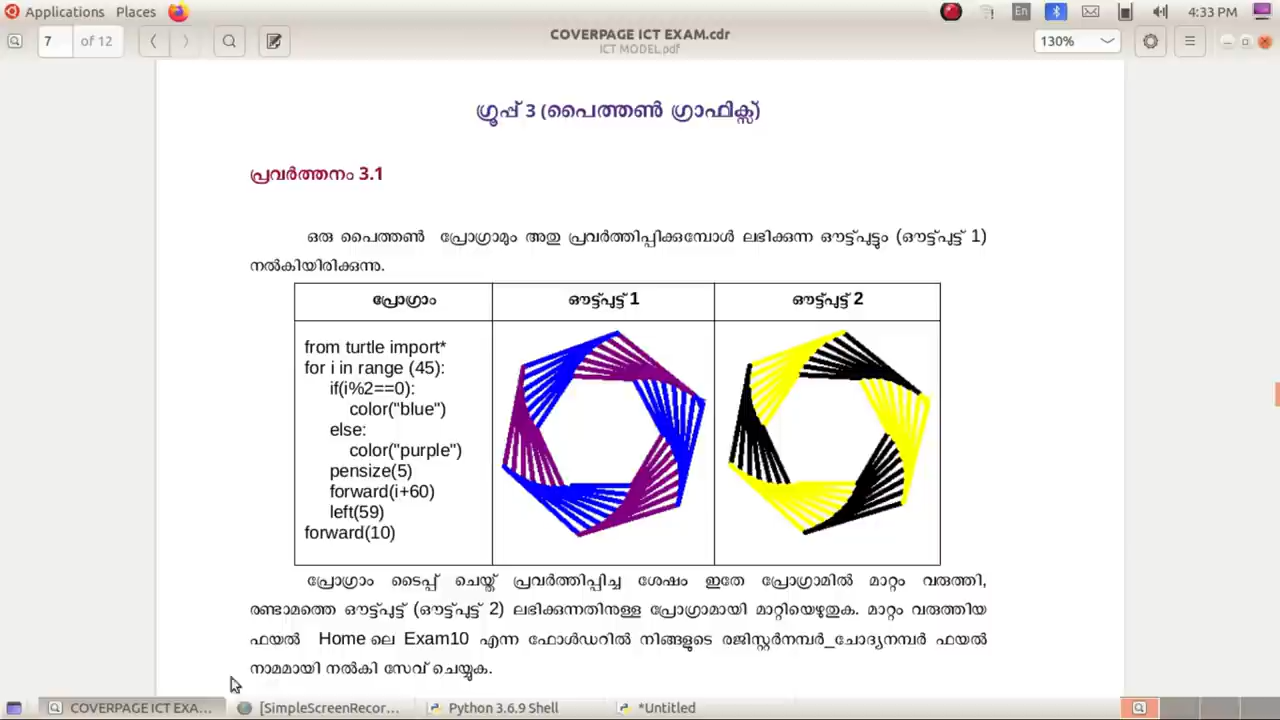 Applications Places En 4:33 PM
7 of 12 COVERPAGE ICT EXAM.cdr 130%
ICT MODEL.pdf
ഗ്രൂപ്പ് 3 (പൈത്തൺ ഗ്രാഫിക്സ്)
പ്രവർത്തനം 3.1
ഒരു പൈത്തൺ പ്രോഗ്രാമും അതു പ്രവർത്തിപ്പിക്കുമ്പോൾ ലഭിക്കുന്ന ഔട്ട്പുട്ടും (ഔട്ട്പുട്ട് 1)
നൽകിയിരിക്കുന്നു.
പ്രോഗ്രാം ഔട്ട്പുട്ട് 1 ഔട്ട്പുട്ട് 2
from turtle import*
for i in range (45):
if(i%2==0):
color("blue")
else:
color("purple")
pensize(5)
forward(i+60)
left(59)
forward(10)
പ്രോഗ്രാം ടൈപ്പ് ചെയ്ത് പ്രവർത്തിപ്പിച്ച ശേഷം ഇതേ പ്രോഗ്രാമിൽ മാറ്റം വരുത്തി,
രണ്ടാമത്തെ ഔട്ട്പുട്ട് (ഔട്ട്പുട്ട് 2) ലഭിക്കുന്നതിനുള്ള പ്രോഗ്രാമായി മാറ്റിയെഴുതുക. മാറ്റം വരുത്തിയ
ഫയൽ Home ലെ Exam10 എന്ന ഫോൾഡറിൽ നിങ്ങളുടെ രജിസ്റ്റർനമ്പർ_ചോദ്യനമ്പർ ഫയൽ
നാമമായി നൽകി സേവ് ചെയ്യുക.
COVERPAGE ICT EXA... [SimpleScreenRecor... Python 3.6.9 Shell *Untitled